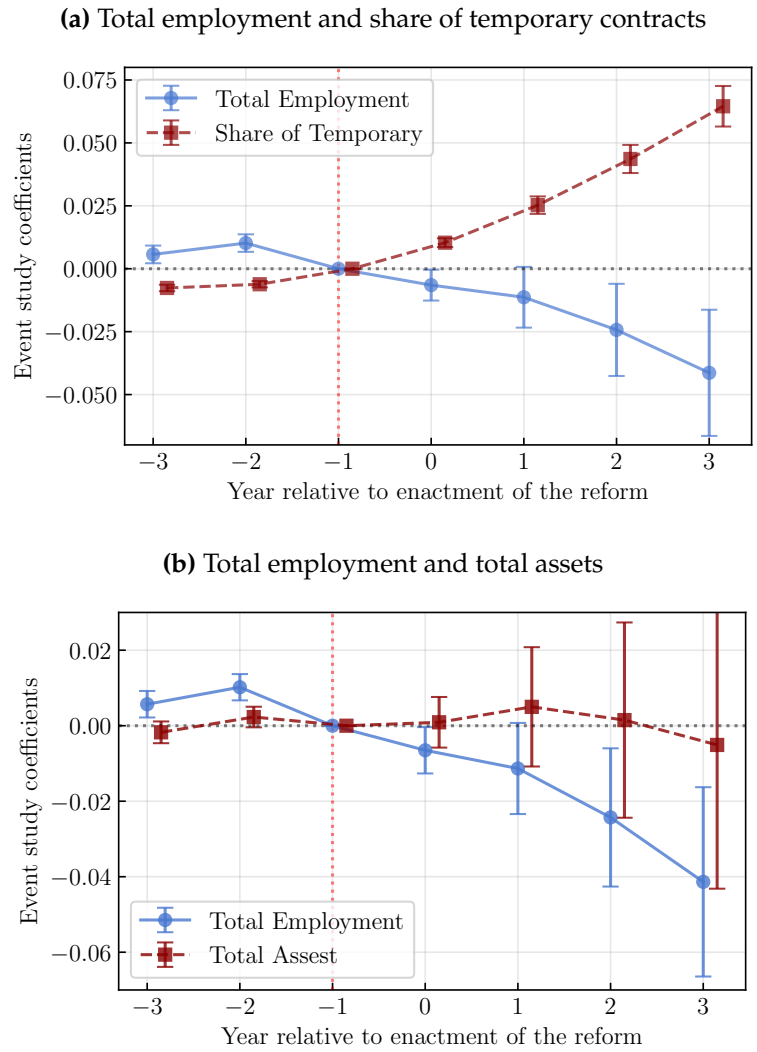 (a) Total employment and share of temporary contracts
0.075
0.050
0.025
0.000
−0.025
−0.050
Event study coefficients
Total Employment
Share of Temporary
−3 −2 −1 0 1 2 3
Year relative to enactment of the reform
(b) Total employment and total assets
0.02
0.00
−0.02
−0.04
−0.06
Event study coefficients
Total Employment
Total Assest
−3 −2 −1 0 1 2 3
Year relative to enactment of the reform